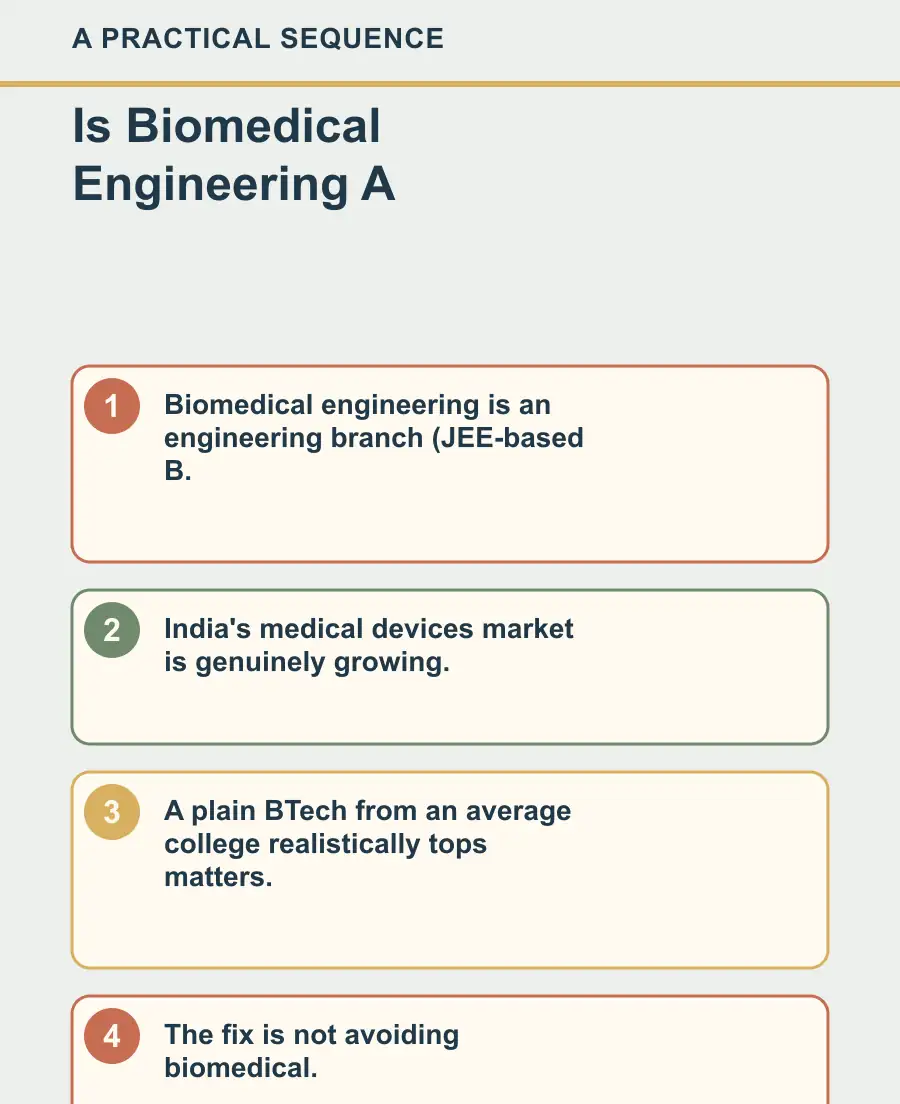 A PRACTICAL SEQUENCE
Is Biomedical
Engineering A
1
Biomedical engineering is an
engineering branch (JEE-based
B.
2
India's medical devices market
is genuinely growing.
3
A plain BTech from an average
college realistically tops
matters.
4
The fix is not avoiding
biomedical.